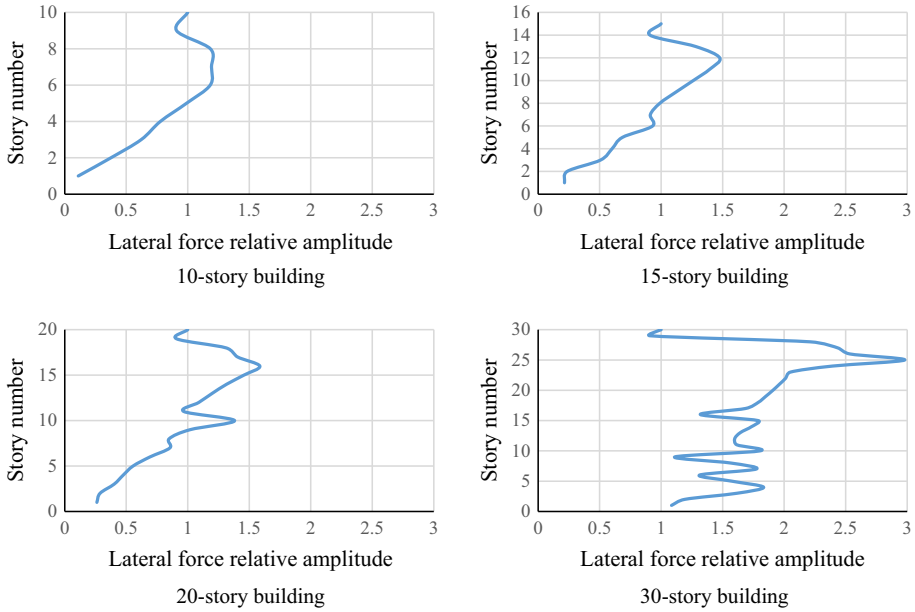 Story number
10
8
6
4
2
0
0 0.5 1 1.5 2 2.5 3
Lateral force relative amplitude
10-story building
Story number
16
14
12
10
8
6
4
2
0
0 0.5 1 1.5 2 2.5 3
Lateral force relative amplitude
15-story building
Story number
20
15
10
5
0
0 0.5 1 1.5 2 2.5 3
Lateral force relative amplitude
20-story building
Story number
30
25
20
15
10
5
0
0 0.5 1 1.5 2 2.5 3
Lateral force relative amplitude
30-story building